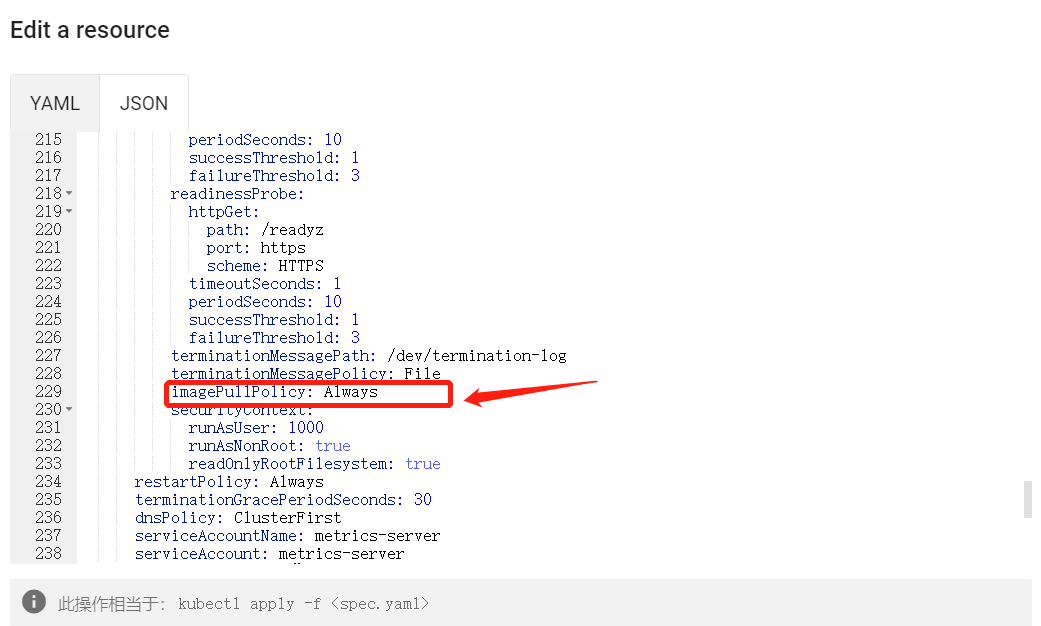 Edit a resource
YAML JSON
215 periodSeconds: 10
216 successThreshold: 1
217 failureThreshold: 3
218 readinessProbe:
219 httpGet:
220 path: /readyz
221 port: https
222 scheme: HTTPS
223 timeoutSeconds: 1
224 periodSeconds: 10
225 successThreshold: 1
226 failureThreshold: 3
227 terminationMessagePath: /dev/termination-log
228 terminationMessagePolicy: File
229 imagePullPolicy: Always
230 securityContext:
231 runAsUser: 1000
232 runAsNonRoot: true
233 readOnlyRootFilesystem: true
234 restartPolicy: Always
235 terminationGracePeriodSeconds: 30
236 dnsPolicy: ClusterFirst
237 serviceAccountName: metrics-server
238 serviceAccount: metrics-server
此操作相当于: kubectl apply -f <spec.yaml>